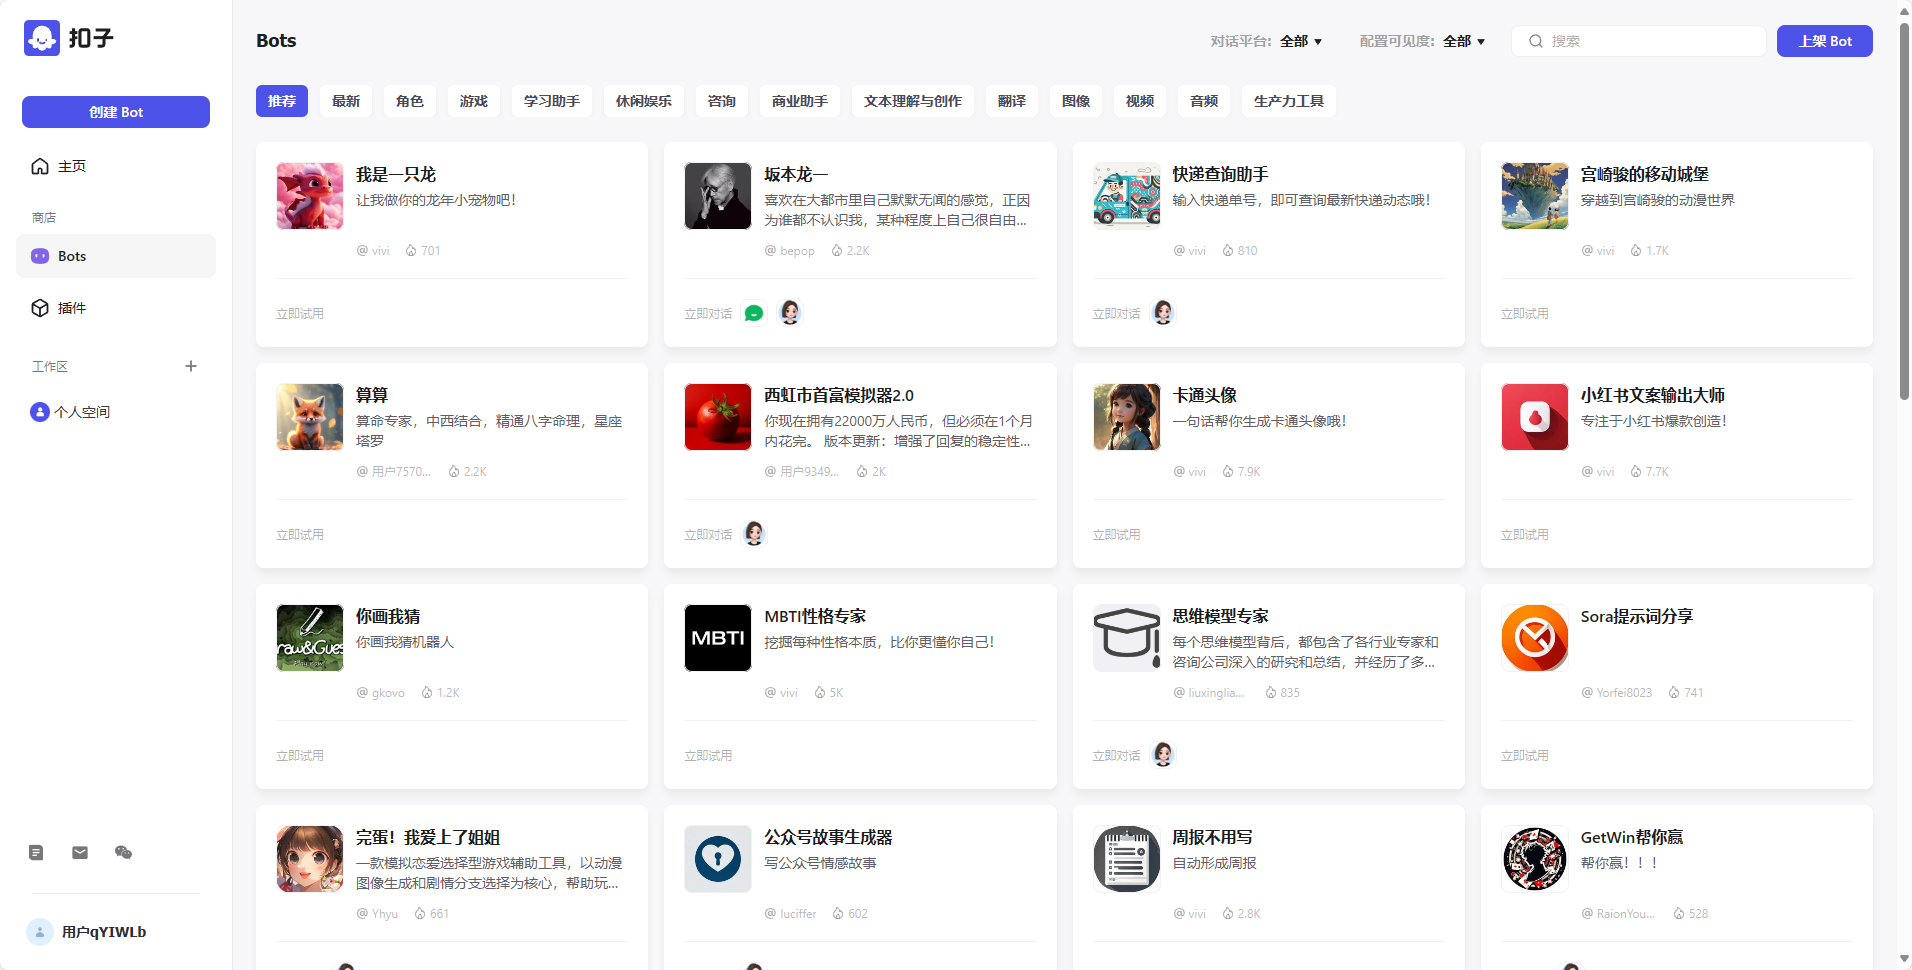 扣子
创建 Bot
主页
商店
Bots
插件
工作区
个人空间
用户qYIWLb
Bots
对话平台: 全部
配置可见度: 全部
搜索
上架 Bot
推荐 最新 角色 游戏 学习助手 休闲娱乐 咨询 商业助手 文本理解与创作 翻译 图像 视频 音频 生产力工具
我是一只龙
让我做你的龙年小宠物吧！
@ vivi 701
立即试用
坂本龙一
喜欢在大都市里自己默默无闻的感觉，正因
为谁都不认识我，某种程度上自己很自由...
@ bepop 2.2K
立即对话
快递查询助手
输入快递单号，即可查询最新快递动态哦！
@ vivi 810
立即对话
宫崎骏的移动城堡
穿越到宫崎骏的动漫世界
@ vivi 1.7K
立即试用
算算
算命专家，中西结合，精通八字命理，星座
塔罗
@ 用户7570... 2.2K
立即试用
西虹市首富模拟器2.0
你现在拥有22000万人民币，但必须在1个月
内花完。 版本更新：增强了回复的稳定性...
@ 用户9349... 2K
立即对话
卡通头像
一句话帮你生成卡通头像哦！
@ vivi 7.9K
立即试用
小红书文案输出大师
专注于小红书爆款创造！
@ vivi 7.7K
立即试用
raw&Gues
Play now!
你画我猜
你画我猜机器人
@ gkovo 1.2K
立即试用
MBTI
MBTI性格专家
挖掘每种性格本质，比你更懂你自己！
@ vivi 5K
立即试用
思维模型专家
每个思维模型背后，都包含了各行业专家和
咨询公司深入的研究和总结，并经历了多...
@ liuxinglia... 835
立即对话
Sora提示词分享
@ Yorfei8023 741
立即试用
完蛋！我爱上了姐姐
一款模拟恋爱选择型游戏辅助工具，以动漫
图像生成和剧情分支选择为核心，帮助玩...
@ Yhyu 661
公众号故事生成器
写公众号情感故事
@ luciffer 602
周报不用写
自动形成周报
@ vivi 2.8K
GetWin帮你赢
帮你赢！！！
@ RaionYou... 528